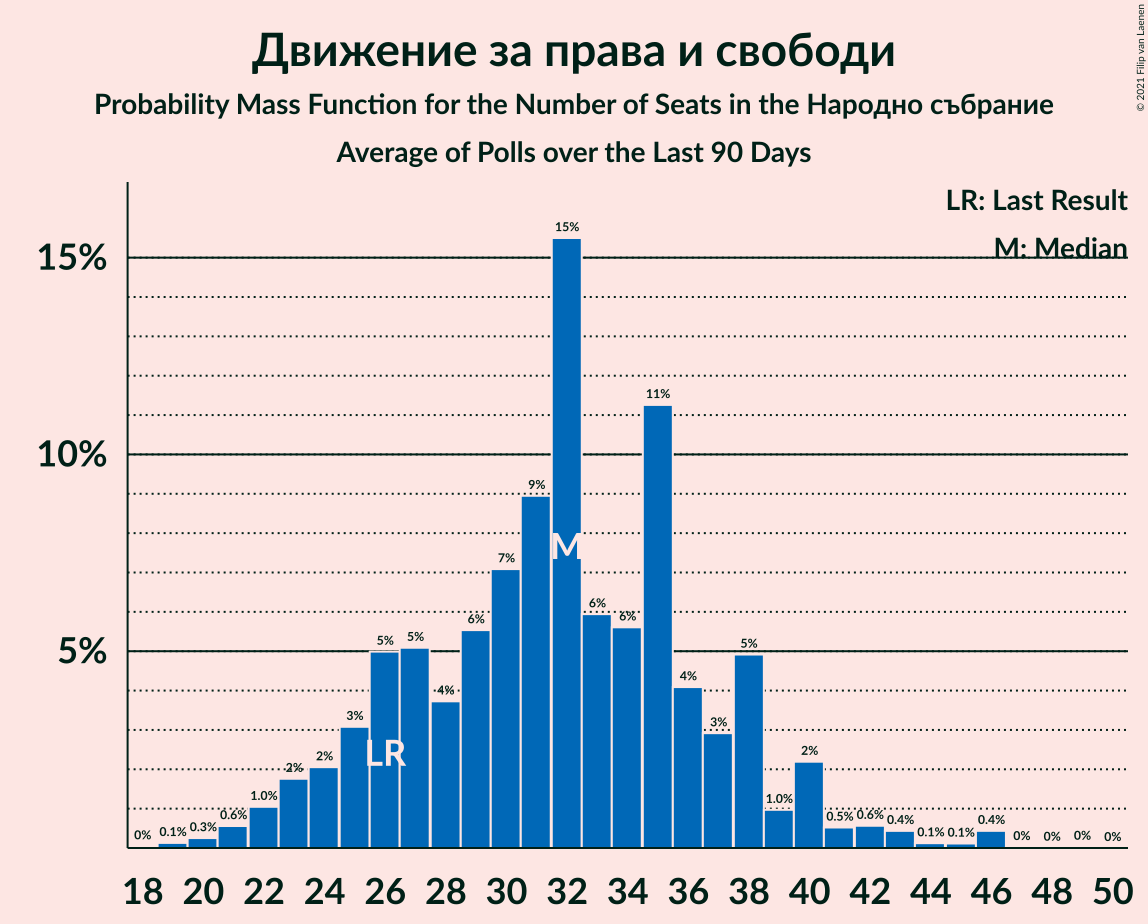 Движение за права и свободи
Probability Mass Function for the Number of Seats in the Народно събрание
Average of Polls over the Last 90 Days
© 2021 Filip van Laenen
LR: Last Result
M: Median
15%
10%
5%
0% 0.1% 0.3% 0.6% 1.0% 2% 2% 3% 5% 5% 4% 6% 7% 9% 15% 6% 6% 11% 4% 3% 5% 1.0% 2% 0.5% 0.6% 0.4% 0.1% 0.1% 0.4% 0% 0% 0% 0%
M
LR
18 20 22 24 26 28 30 32 34 36 38 40 42 44 46 48 50